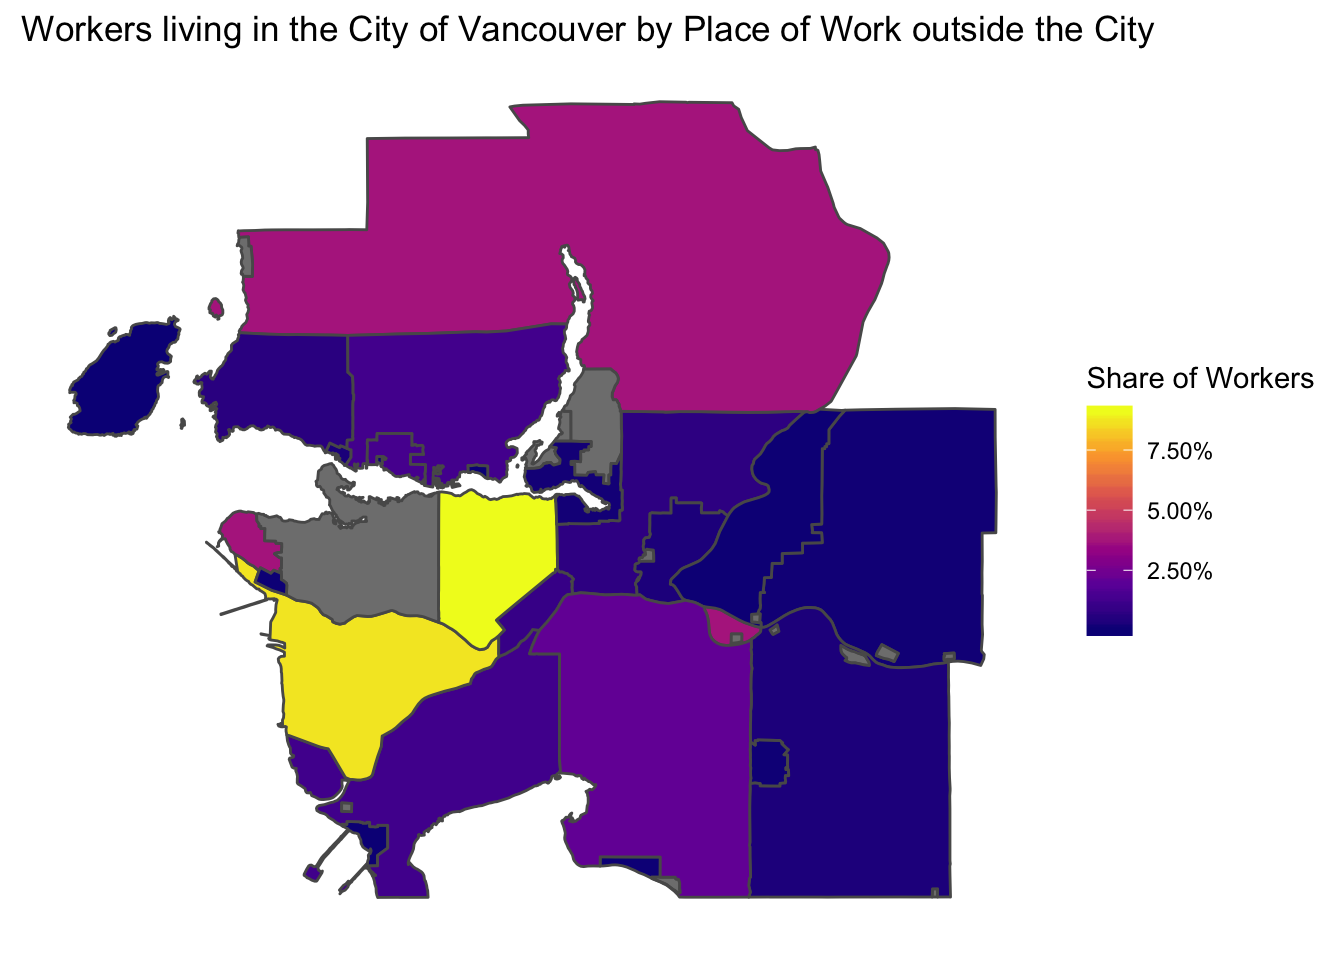 Workers living in the City of Vancouver by Place of Work outside the City
Share of Workers
7.50%
5.00%
2.50%